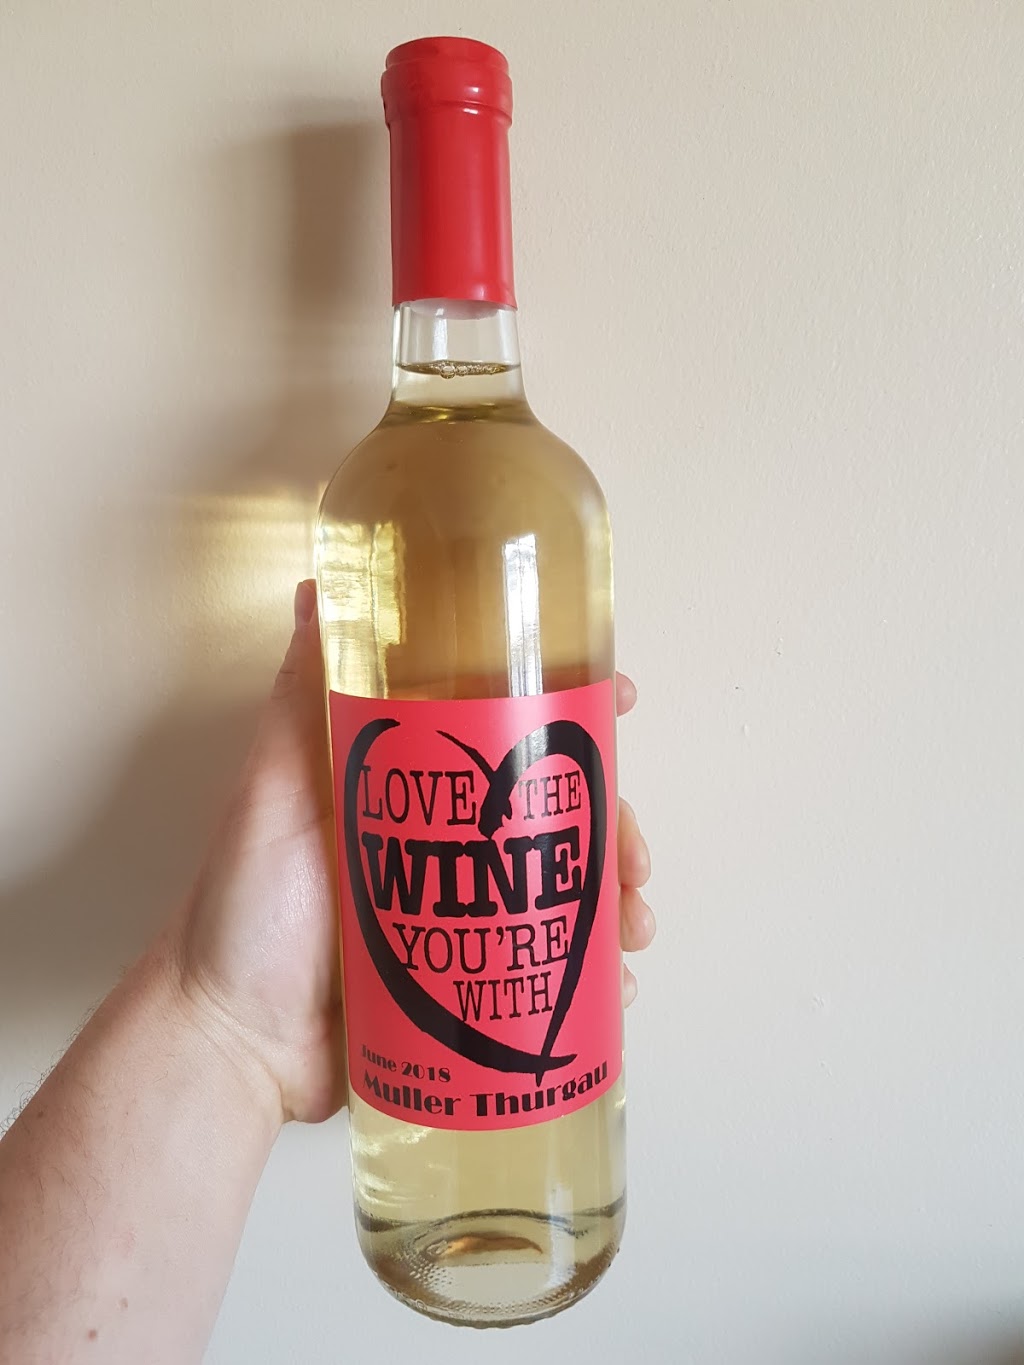 LOVE THE
WINE
YOU'RE
WITH
June 2018
Muller Thurgau